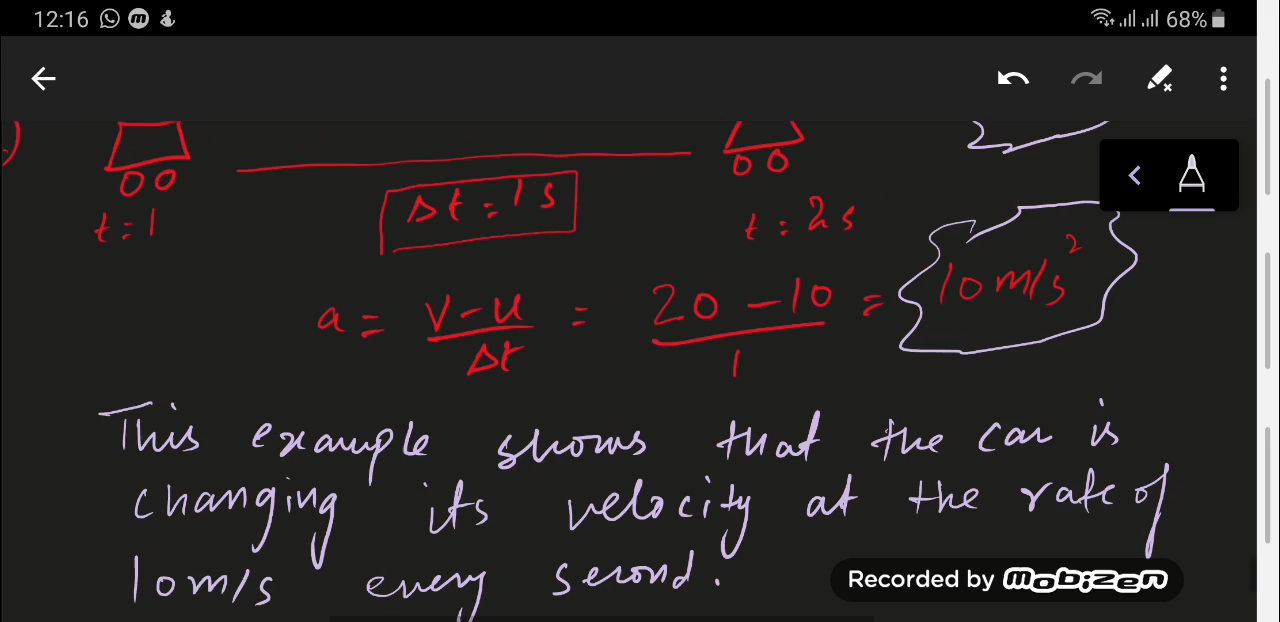 12:16 68%
t=1
Δt=1s
t=2s
a = v-u/Δt = 20-10/1 = 10m/s²
This example shows that the car is
changing its velocity at the rate of
10m/s every second.
Recorded by mobizen